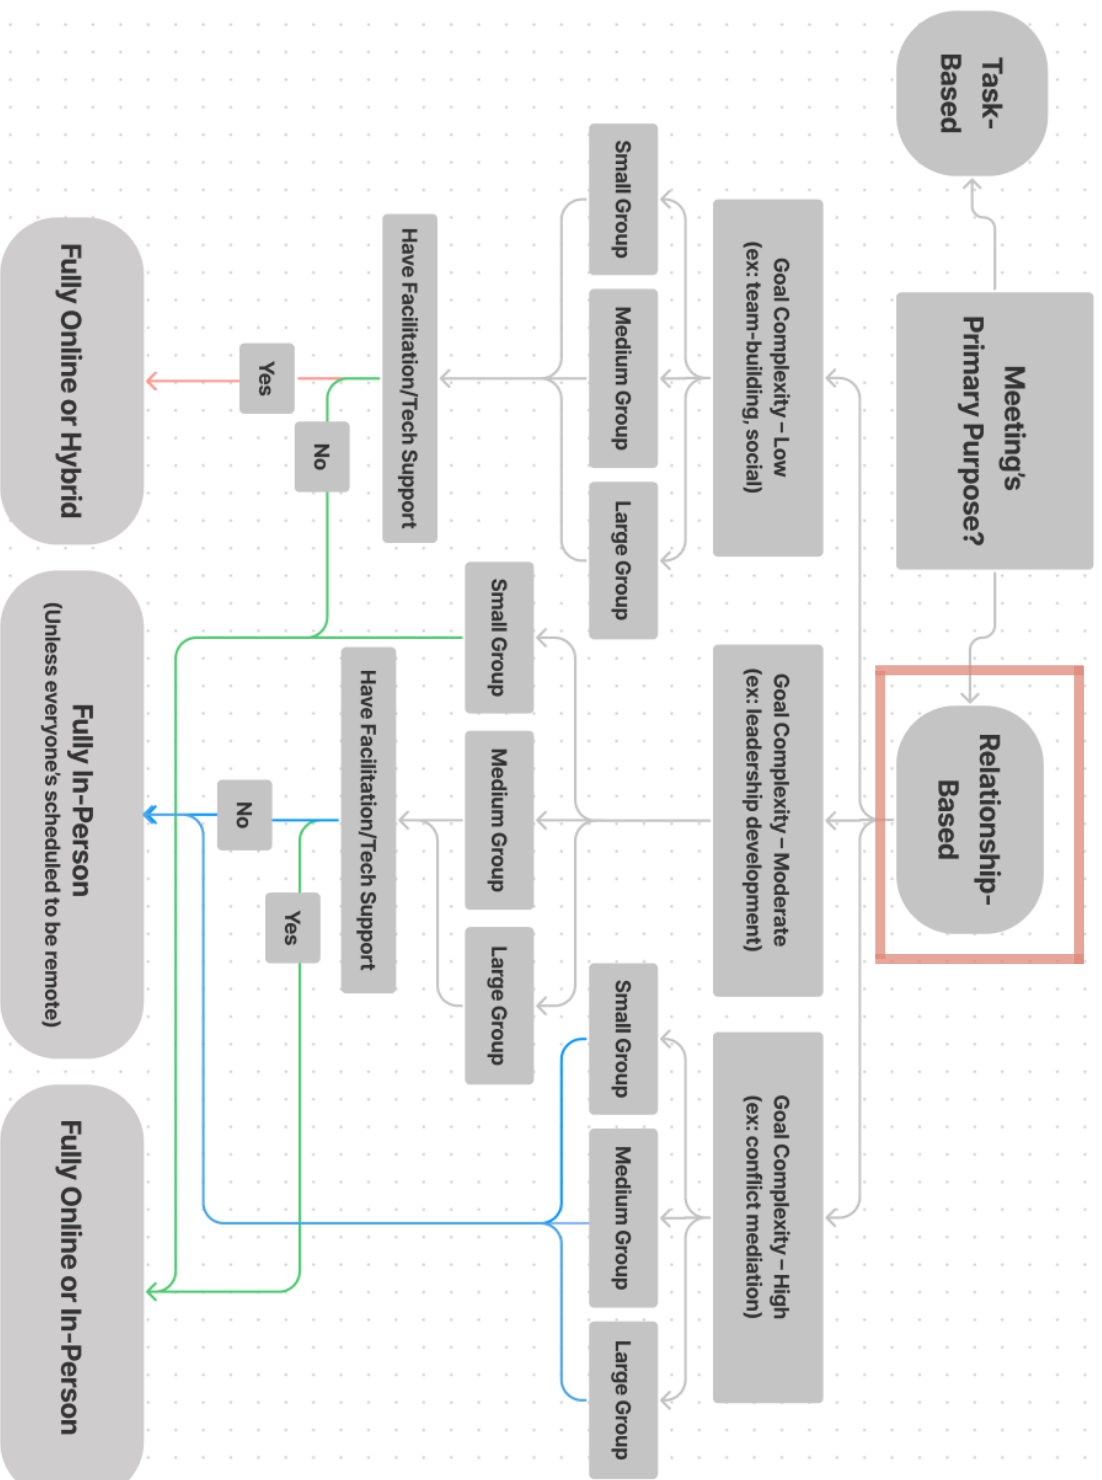 Meeting's
Primary Purpose?
Task-
Based
Relationship-
Based
Goal Complexity – Low
(ex: team-building, social)
Goal Complexity – Moderate
(ex: leadership development)
Goal Complexity – High
(ex: conflict mediation)
Small Group
Medium Group
Large Group
Small Group
Medium Group
Large Group
Small Group
Medium Group
Large Group
Have Facilitation/Tech Support
Have Facilitation/Tech Support
Yes
No
No
Yes
Fully Online or Hybrid
Fully In-Person
(Unless everyone's scheduled to be remote)
Fully Online or In-Person